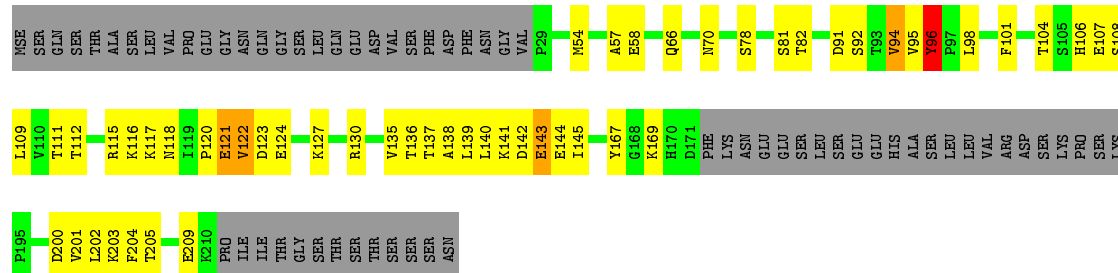 MSE SER GLN SER THR ALA SER LEU VAL PRO GLU GLY ASN GLN GLY SER LEU GLN GLU ASP VAL SER PHE ASP PHE ASN GLY VAL P29 M54 A57 E58 Q66 N70 S78 S81 T82 D91 S92 T93 V94 V95 Y96 P97 L98 F101 T104 S105 H106 E107 S108
L109 V110 T111 T112 R115 K116 K117 N118 I119 P120 E121 V122 D123 E124 K127 R130 V135 T136 T137 A138 L139 L140 K141 D142 E143 E144 I145 Y167 G168 K169 H170 D171 PHE LYS ASN GLU GLU SER LEU SER GLU GLU HIS ALA SER LEU LEU VAL ARG ASP SER LYS PRO SER LYS
P195 D200 V201 L202 K203 F204 T205 E209 K210 PRO ILE ILE THR GLY SER THR SER THR SER SER SER ASN